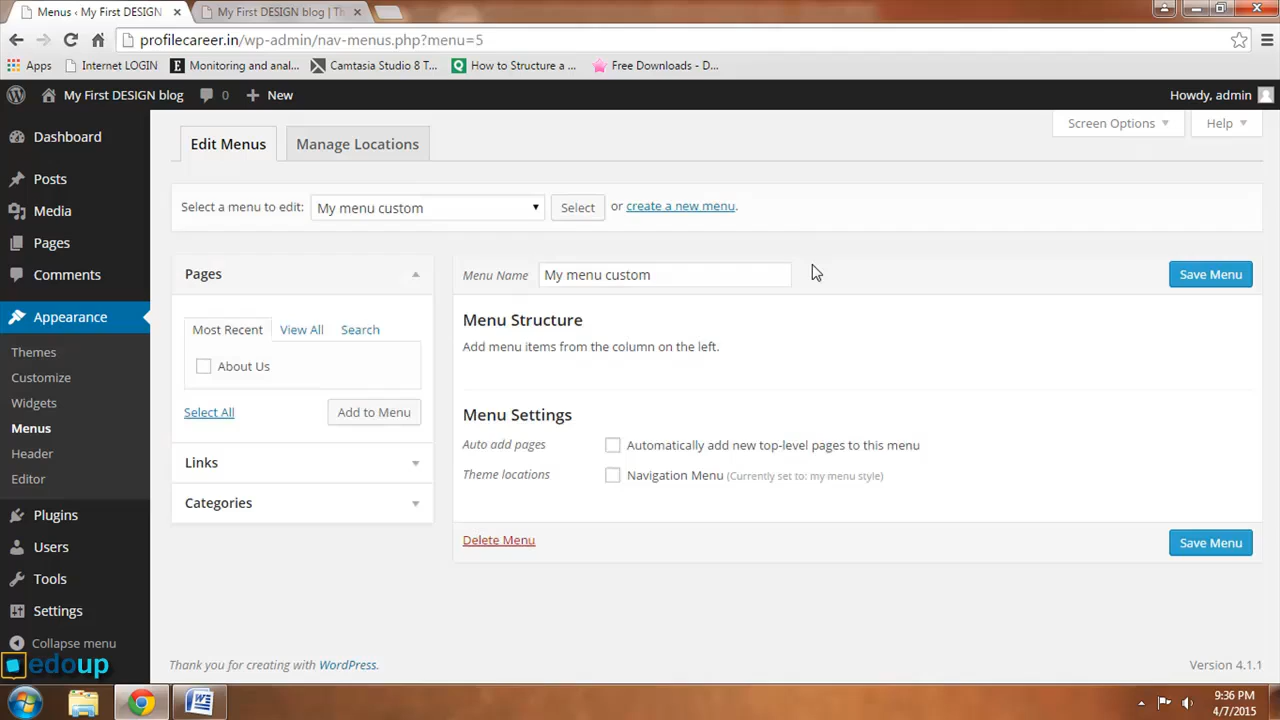 Menus ‹ My First DESIGN
My First DESIGN blog | Th
profilecareer.in/wp-admin/nav-menus.php?menu=5
Apps Internet LOGIN Monitoring and anal... Camtasia Studio 8 T... How to Structure a ... Free Downloads - D...
My First DESIGN blog 0 New Howdy, admin
Screen Options Help
Edit Menus Manage Locations
Select a menu to edit: My menu custom Select or create a new menu.
Dashboard
Posts
Media
Pages
Comments
Appearance
Themes
Customize
Widgets
Menus
Header
Editor
Plugins
Users
Tools
Settings
Collapse menu
edoup
Pages
Most Recent View All Search
About Us
Select All Add to Menu
Links
Categories
Menu Name My menu custom Save Menu
Menu Structure
Add menu items from the column on the left.
Menu Settings
Auto add pages Automatically add new top-level pages to this menu
Theme locations Navigation Menu (Currently set to: my menu style)
Delete Menu Save Menu
Thank you for creating with WordPress. Version 4.1.1
9:36 PM
4/7/2015